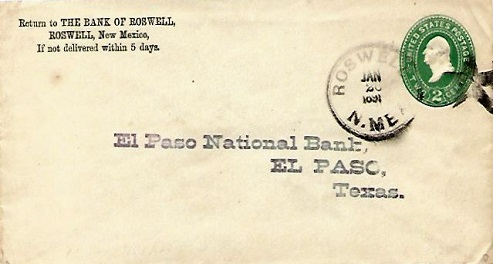 Return to THE BANK OF ROSWELL,
ROSWELL, New Mexico,
If not delivered within 5 days.
UNITED STATES POSTAGE
2
ROSWELL
JAN
1891
N. MEX
El Paso National Bank,
EL PASO,
Texas.